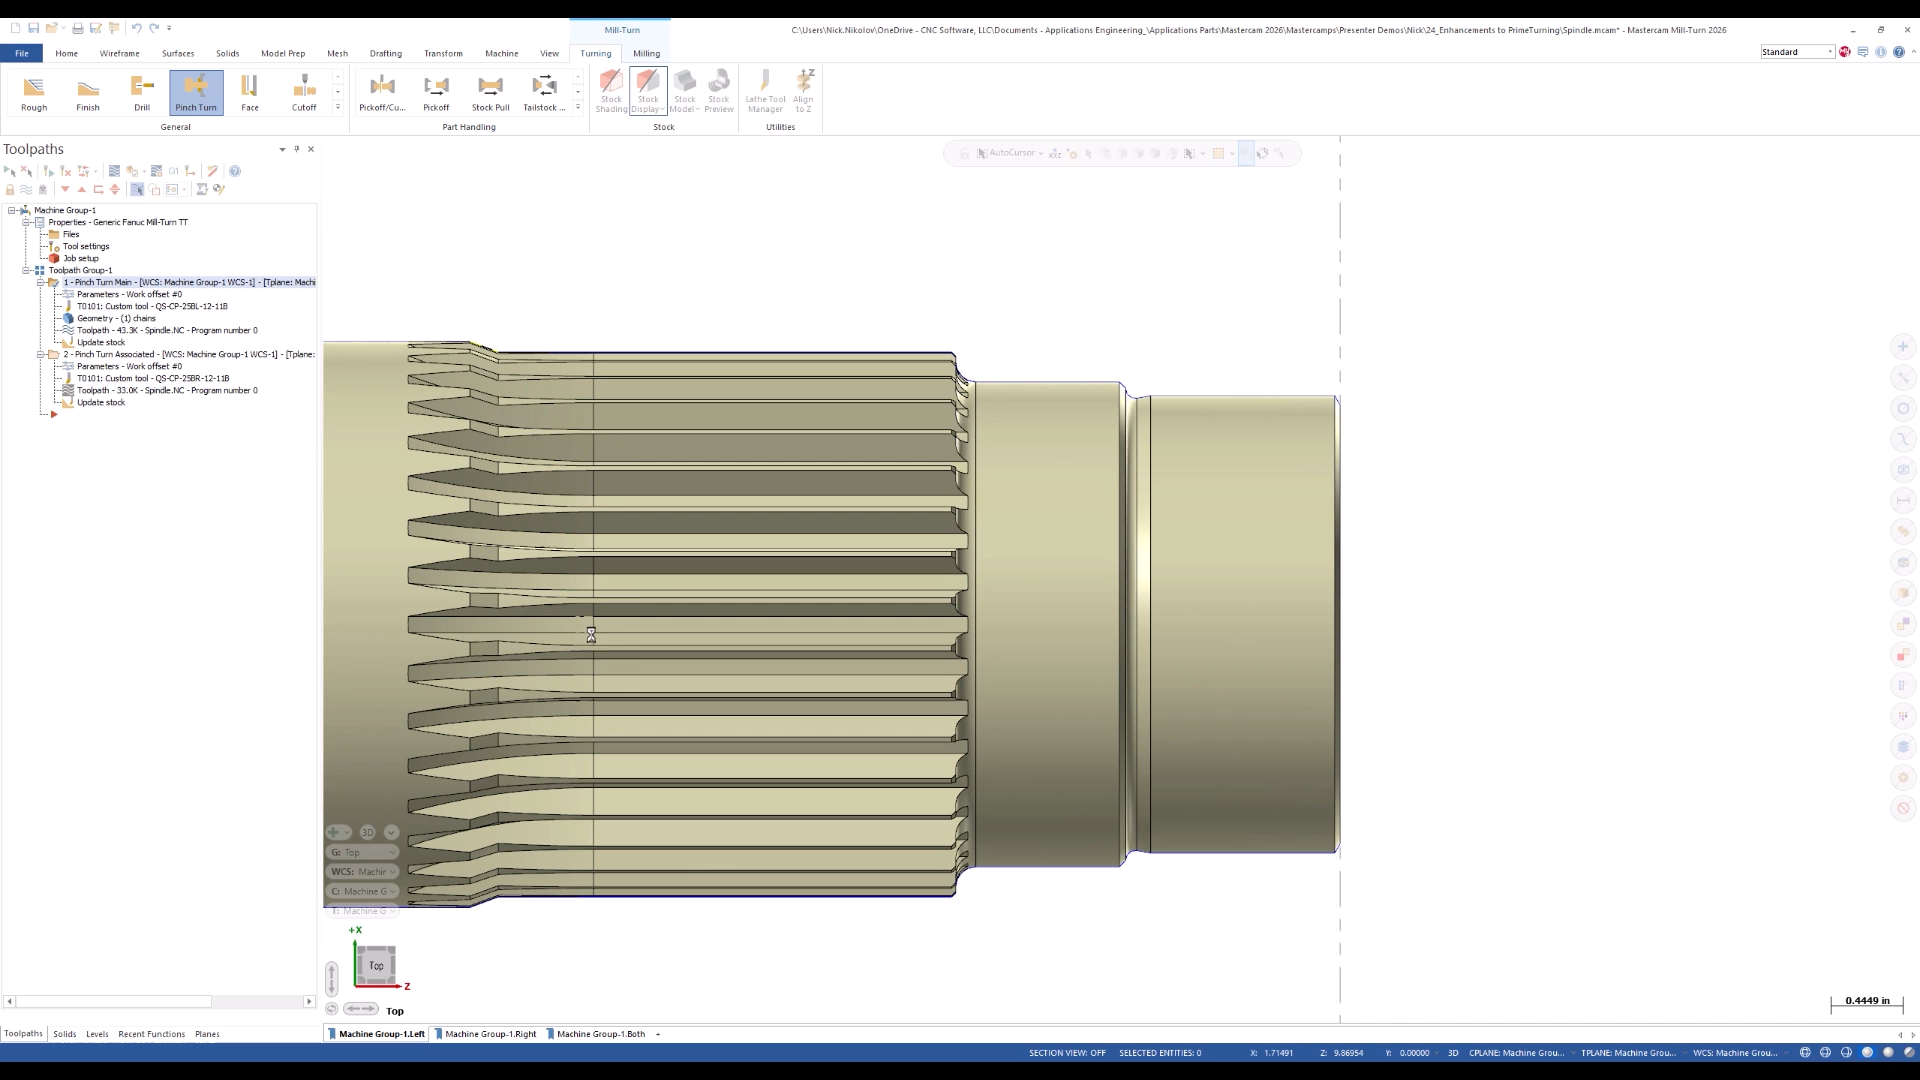 Mill-Turn
C:\Users\Nick.Nikolov\OneDrive - CNC Software, LLC\Documents - Applications Engineering_\Applications Parts\Mastercam 2026\Mastercamps\Presenter Demos\Nick\24_Enhancements to PrimeTurning\Spindle.mcam* - Mastercam Mill-Turn 2026
File Home Wireframe Surfaces Solids Model Prep Mesh Drafting Transform Machine View Turning Milling
Standard
Rough Finish Drill Pinch Turn Face Cutoff Pickoff/Cu... Pickoff Stock Pull Tailstock ... Stock Shading Stock Display Stock Model Stock Preview Lathe Tool Manager Align to Z
General Part Handling Stock Utilities
Toolpaths
AutoCursor
G1
Machine Group-1
Properties - Generic Fanuc Mill-Turn TT
Files
Tool settings
Job setup
Toolpath Group-1
1 - Pinch Turn Main - [WCS: Machine Group-1 WCS-1] - [Tplane: Machi
Parameters - Work offset #0
T0101: Custom tool - QS-CP-25BL-12-11B
Geometry - (1) chains
Toolpath - 43.3K - Spindle.NC - Program number 0
Update stock
2 - Pinch Turn Associated - [WCS: Machine Group-1 WCS-1] - [Tplane:
Parameters - Work offset #0
T0101: Custom tool - QS-CP-25BR-12-11B
Toolpath - 33.0K - Spindle.NC - Program number 0
Update stock
3D
G: Top
WCS: Machir
C: Machine G
T: Machine G
+X
Top
Z
Top
0.4449 in
Toolpaths Solids Levels Recent Functions Planes
Machine Group-1.Left Machine Group-1.Right Machine Group-1.Both +
SECTION VIEW: OFF SELECTED ENTITIES: 0 X: 1.71491 Z: 9.86954 Y: 0.00000 3D CPLANE: Machine Grou... TPLANE: Machine Grou... WCS: Machine Grou...